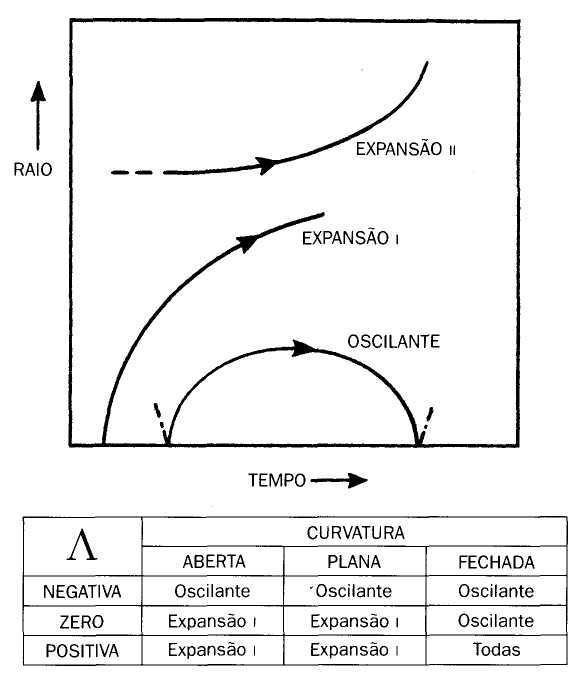 EXPANSÃO II
RAIO
EXPANSÃO I
OSCILANTE
TEMPO
Λ
CURVATURA
ABERTA PLANA FECHADA
NEGATIVA Oscilante Oscilante Oscilante
ZERO Expansão I Expansão I Oscilante
POSITIVA Expansão I Expansão I Todas